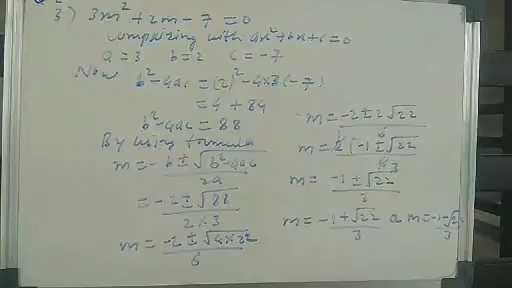 3) 3m² + 2m - 7 = 0
Comparing with ax² + bx + c = 0
a = 3 b = 2 c = -7
Now b² - 4ac = (2)² - 4×3(-7)
= 4 + 84
b² - 4ac = 88
By using formula
m = -b ± √b² - 4ac / 2a
= -2 ± √88 / 2×3
m = -2 ± √4×22 / 6
m = -2 ± 2√22 / 6
m = 2(-1 ± √22 / 6 3
m = -1 ± √22 / 3
m = -1 + √22 / 3 a m = -1 - √22 / 3